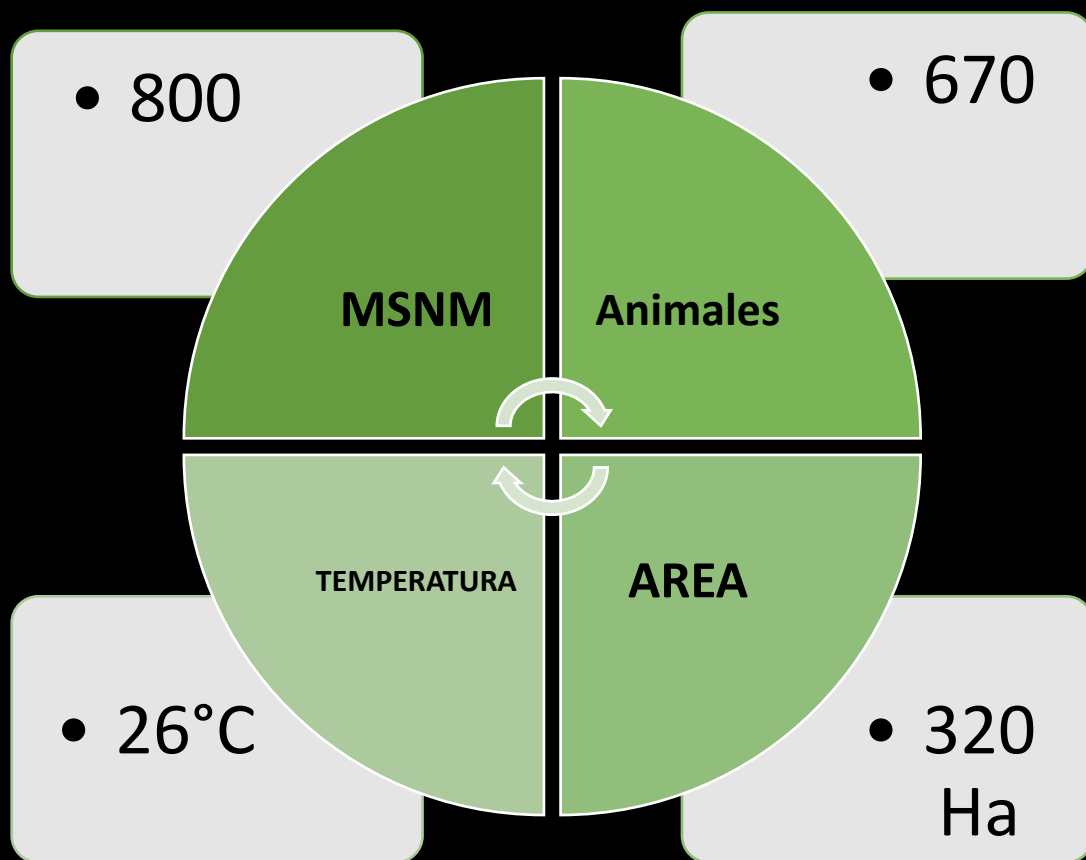 • 800
• 670
MSNM
Animales
TEMPERATURA
AREA
• 26°C
• 320
Ha